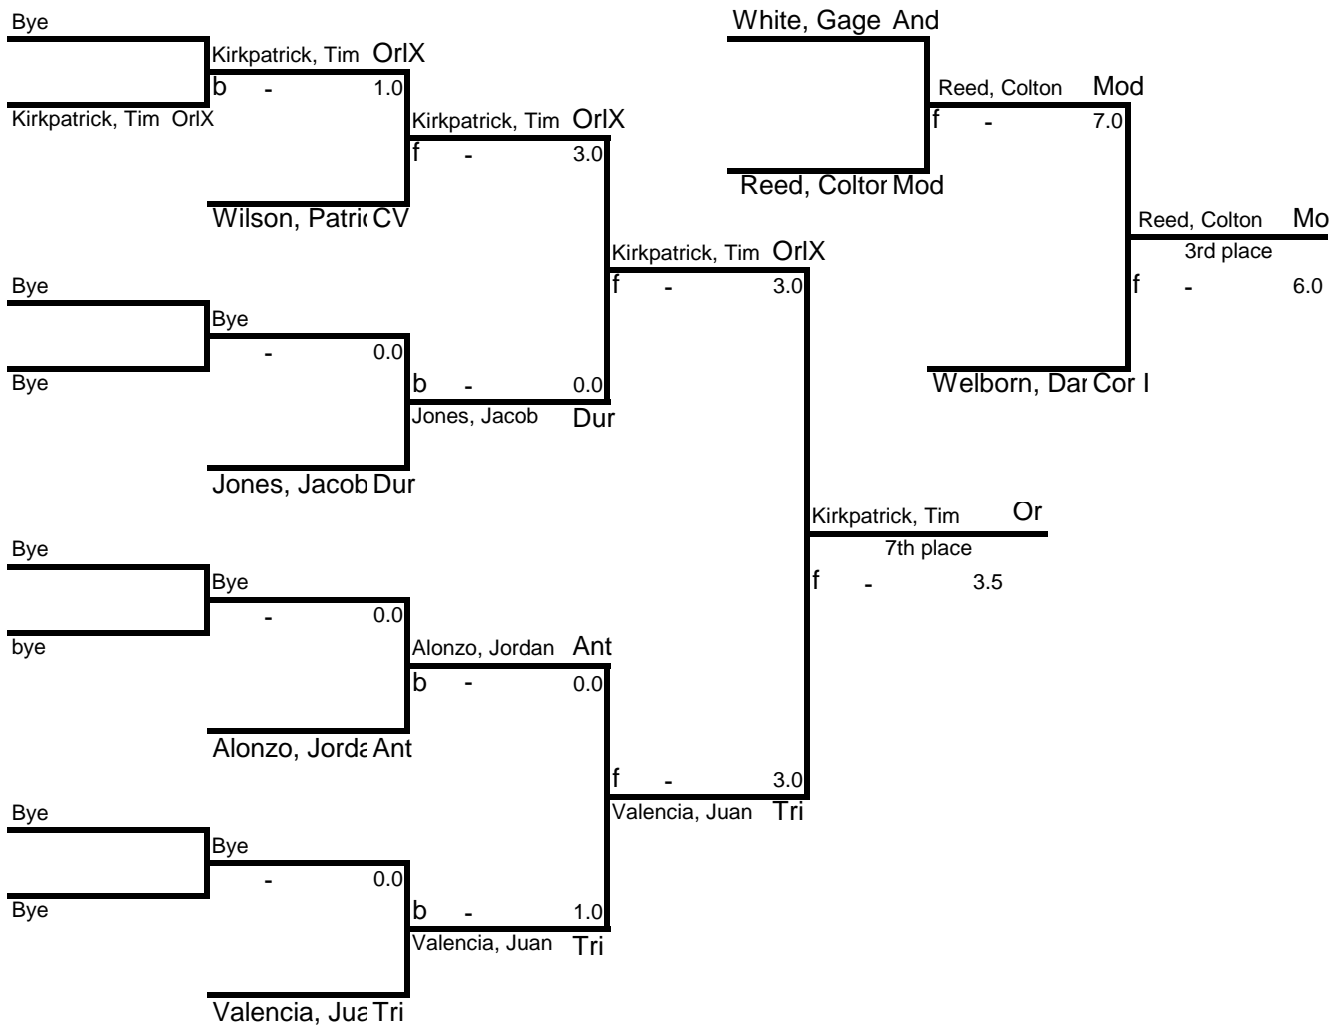 Bye
Kirkpatrick, Tim OrlX
b - 1.0
Kirkpatrick, Tim OrlX
Kirkpatrick, Tim OrlX
f - 3.0
Wilson, Patric CV
Kirkpatrick, Tim OrlX
f - 3.0
Bye
Bye
- 0.0
Bye
b - 0.0
Jones, Jacob Dur
Jones, Jacob Dur
Kirkpatrick, Tim Or
7th place
f - 3.5
Bye
Bye
- 0.0
bye
Alonzo, Jordan Ant
b - 0.0
Alonzo, Jorda Ant
f - 3.0
Valencia, Juan Tri
Bye
Bye
- 0.0
Bye
b - 1.0
Valencia, Juan Tri
Valencia, Jua Tri
White, Gage And
Reed, Colton Mod
f - 7.0
Reed, Coltor Mod
Reed, Colton Mo
3rd place
f - 6.0
Welborn, Dar Cor I